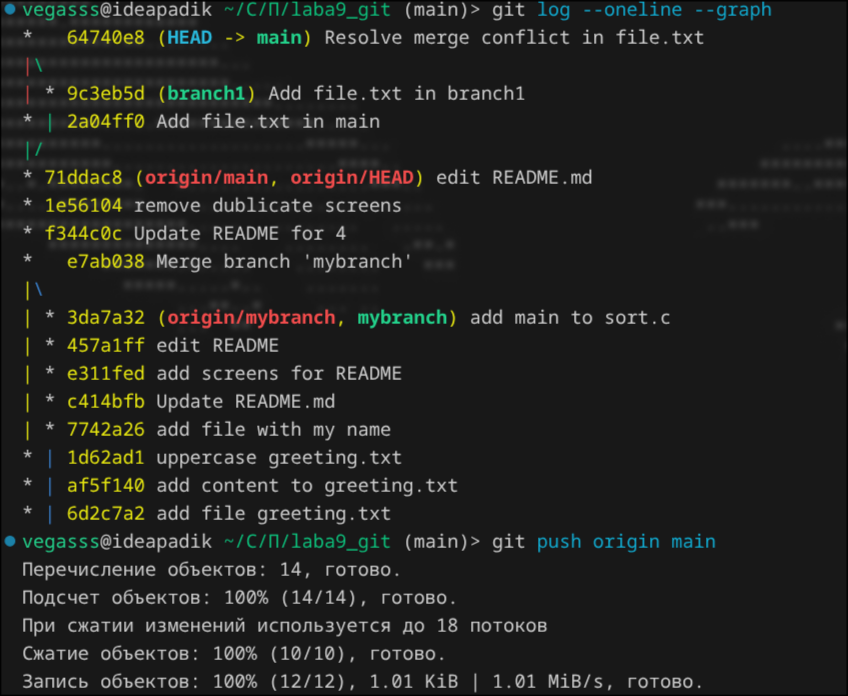 vegasss@ideapadik ~/С/П/laba9_git (main)> git log --oneline --graph
*   64740e8 (HEAD -> main) Resolve merge conflict in file.txt
|\
| * 9c3eb5d (branch1) Add file.txt in branch1
* | 2a04ff0 Add file.txt in main
|/
* 71ddac8 (origin/main, origin/HEAD) edit README.md
* 1e56104 remove dublicate screens
* f344c0c Update README for 4
*   e7ab038 Merge branch 'mybranch'
|\
| * 3da7a32 (origin/mybranch, mybranch) add main to sort.c
| * 457a1ff edit README
| * e311fed add screens for README
| * c414bfb Update README.md
| * 7742a26 add file with my name
* | 1d62ad1 uppercase greeting.txt
* | af5f140 add content to greeting.txt
* | 6d2c7a2 add file greeting.txt
vegasss@ideapadik ~/С/П/laba9_git (main)> git push origin main
Перечисление объектов: 14, готово.
Подсчет объектов: 100% (14/14), готово.
При сжатии изменений используется до 18 потоков
Сжатие объектов: 100% (10/10), готово.
Запись объектов: 100% (12/12), 1.01 KiB | 1.01 MiB/s, готово.